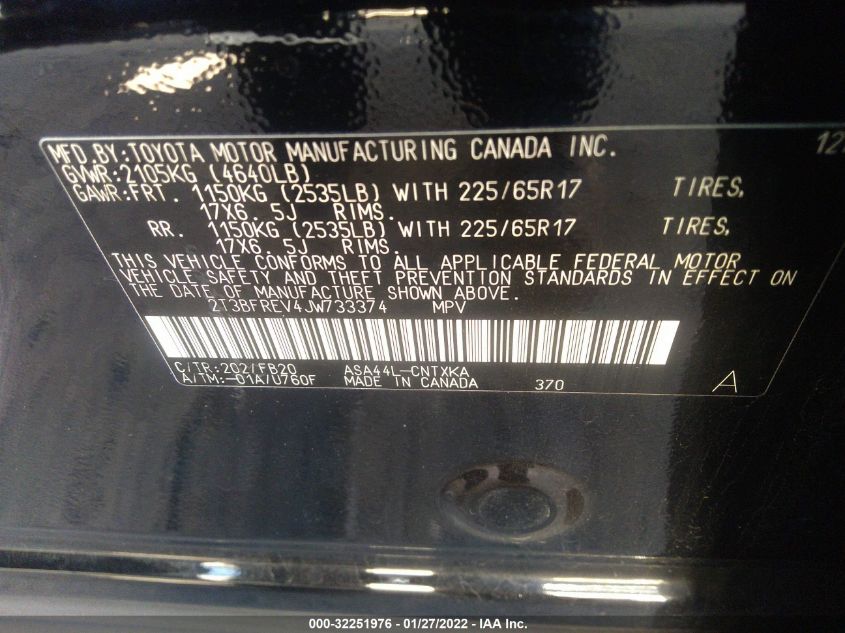 MFD.BY:TOYOTA MOTOR MANUFACTURING CANADA INC.
GVWR:2105KG (4640LB)
GAWR:FRT. 1150KG (2535LB) WITH 225/65R17 TIRES,
17X6. 5J RIMS.
RR. 1150KG (2535LB) WITH 225/65R17 TIRES,
17X6. 5J RIMS.
THIS VEHICLE CONFORMS TO ALL APPLICABLE FEDERAL MOTOR
VEHICLE SAFETY AND THEFT PREVENTION STANDARDS IN EFFECT ON
THE DATE OF MANUFACTURE SHOWN ABOVE.
2T3BFREV4JW733374 MPV
C/TR:202/FB20 ASA44L-CNTXKA
A/TM:-01A/U760F MADE IN CANADA 370 A
000-32251976 - 01/27/2022 - IAA Inc.